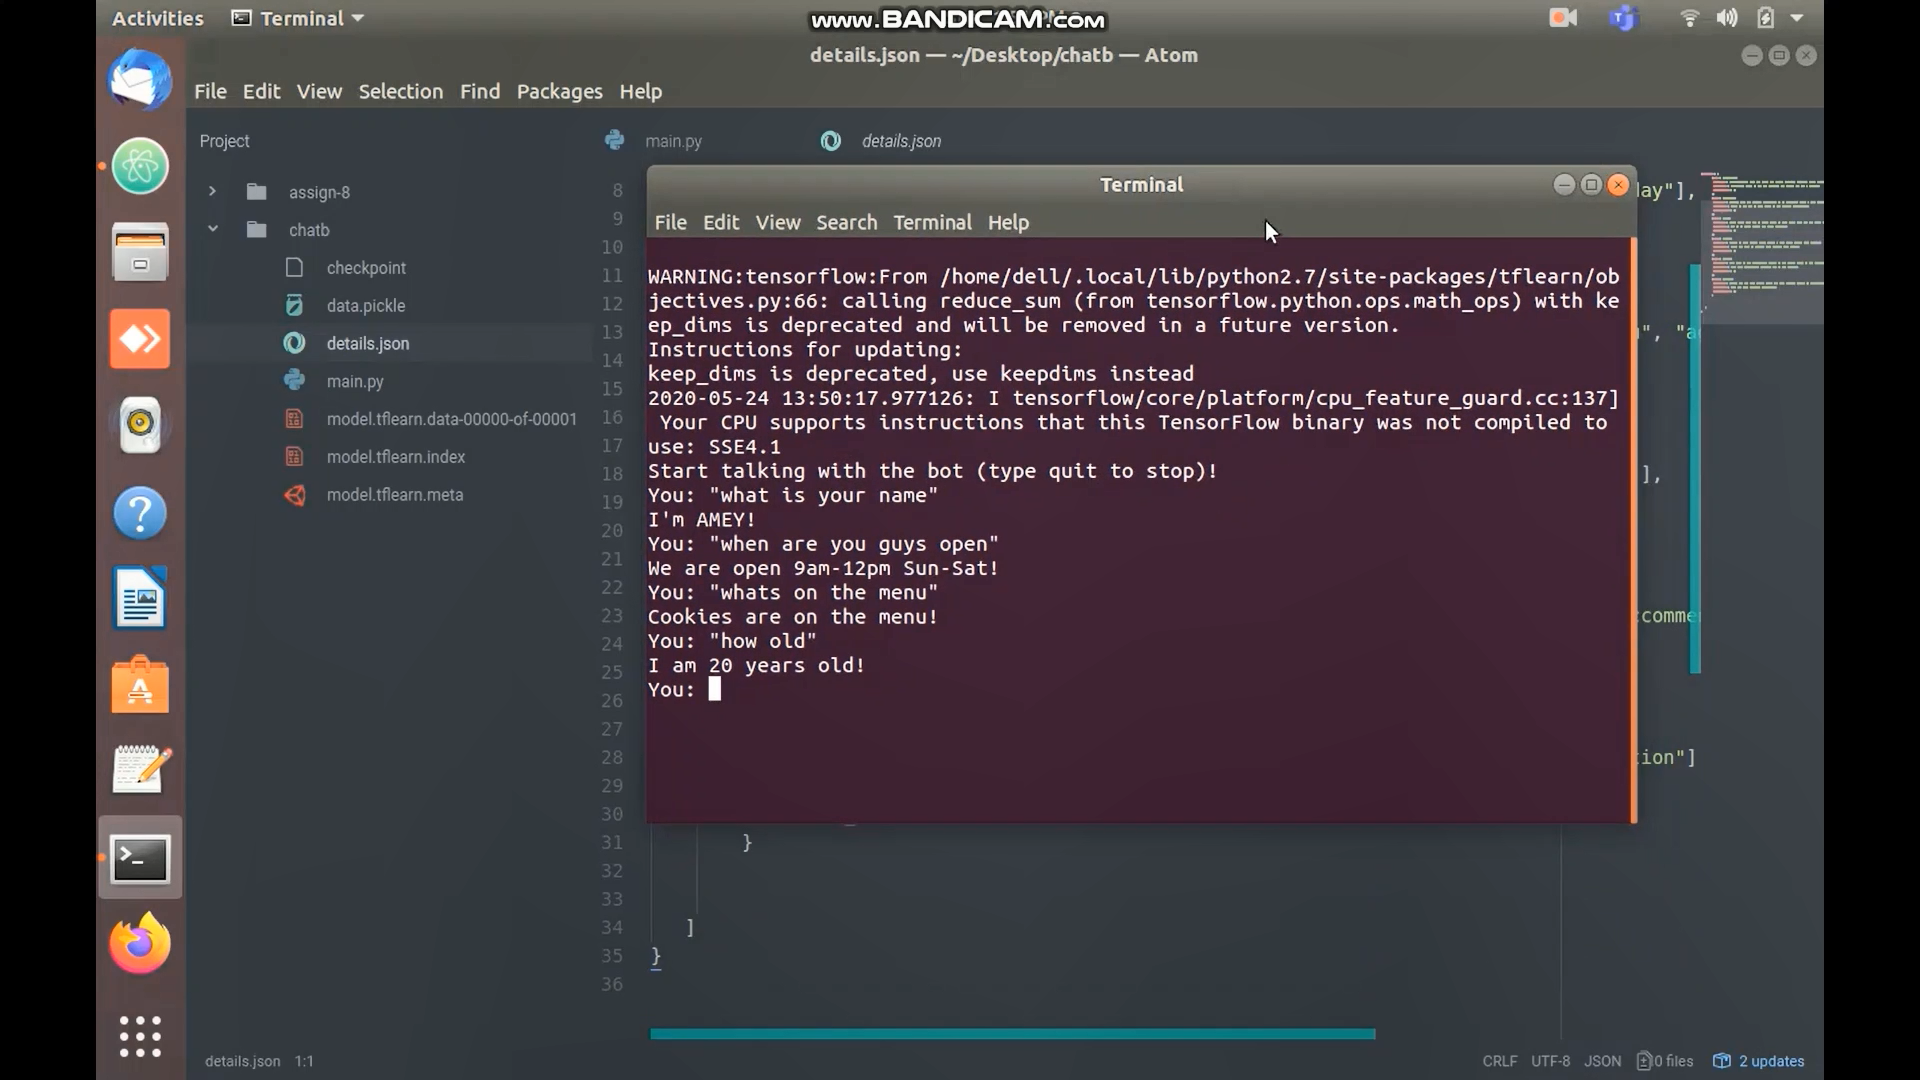 Activities Terminal
www.BANDICAM.com
details.json — ~/Desktop/chatb — Atom
File Edit View Selection Find Packages Help
Project
main.py
details.json
assign-8
chatb
checkpoint
data.pickle
details.json
main.py
model.tflearn.data-00000-of-00001
model.tflearn.index
model.tflearn.meta
8
9
10
11
12
13
14
15
16
17
18
19
20
21
22
23
24
25
26
27
28
29
30
31 }
32
33
34 ]
35 }
36
lay"],
", "a
],
comme
ion"]
Terminal
File Edit View Search Terminal Help
WARNING:tensorflow:From /home/dell/.local/lib/python2.7/site-packages/tflearn/ob
jectives.py:66: calling reduce_sum (from tensorflow.python.ops.math_ops) with ke
ep_dims is deprecated and will be removed in a future version.
Instructions for updating:
keep_dims is deprecated, use keepdims instead
2020-05-24 13:50:17.977126: I tensorflow/core/platform/cpu_feature_guard.cc:137]
Your CPU supports instructions that this TensorFlow binary was not compiled to
use: SSE4.1
Start talking with the bot (type quit to stop)!
You: "what is your name"
I'm AMEY!
You: "when are you guys open"
We are open 9am-12pm Sun-Sat!
You: "whats on the menu"
Cookies are on the menu!
You: "how old"
I am 20 years old!
You:
details.json 1:1
CRLF UTF-8 JSON 0 files 2 updates